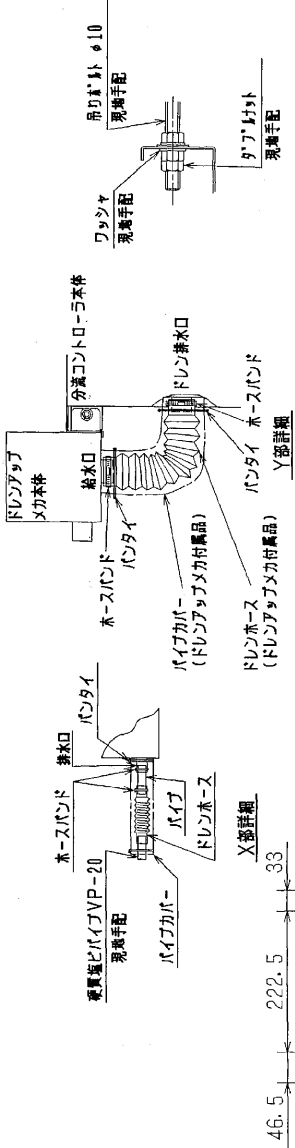 吊りボルト φ10
現地手配
ワッシャ
現地手配
ダブルナット
現地手配
ドレンアップ
メカ本体
分流コントローラ本体
給水口
ホースバンド
バンタイ
ドレン排水口
バンタイ ホースバンド
Y部詳細
パイプカバー
(ドレンアップメカ付属品)
ドレンホース
(ドレンアップメカ付属品)
ホースバンド
排水口
バンタイ
硬質塩ビパイプVP-20
現地手配
パイプ
ドレンホース
パイプカバー
X部詳細
46.5
222.5
33